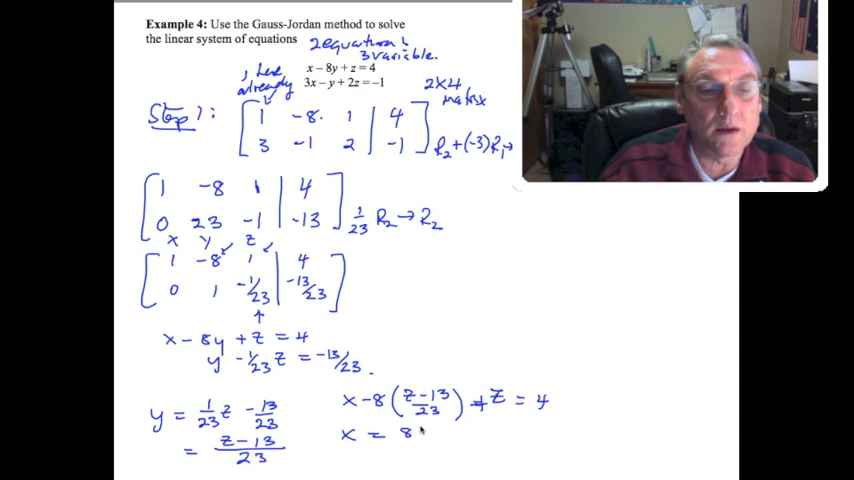 Example 4: Use the Gauss-Jordan method to solve
the linear system of equations
2 equations
3 variable.
x − 8y + z = 4
3x − y + 2z = −1
1 here
already
2x4
matrix
Step 1:
[ 1 -8 1 | 4 ]
[ 3 -1 2 | -1 ] R2 + (-3)R1 →
[ 1 -8 1 | 4 ]
[ 0 23 -1 | -13 ] 1/23 R2 → R2
x y z
[ 1 -8 1 | 4 ]
[ 0 1 -1/23 | -13/23 ]
x - 8y + z = 4
y - 1/23 z = -13/23.
y = 1/23 z - 13/23
= z - 13 / 23
x - 8 ( z - 13 / 23 ) + z = 4
x = 8